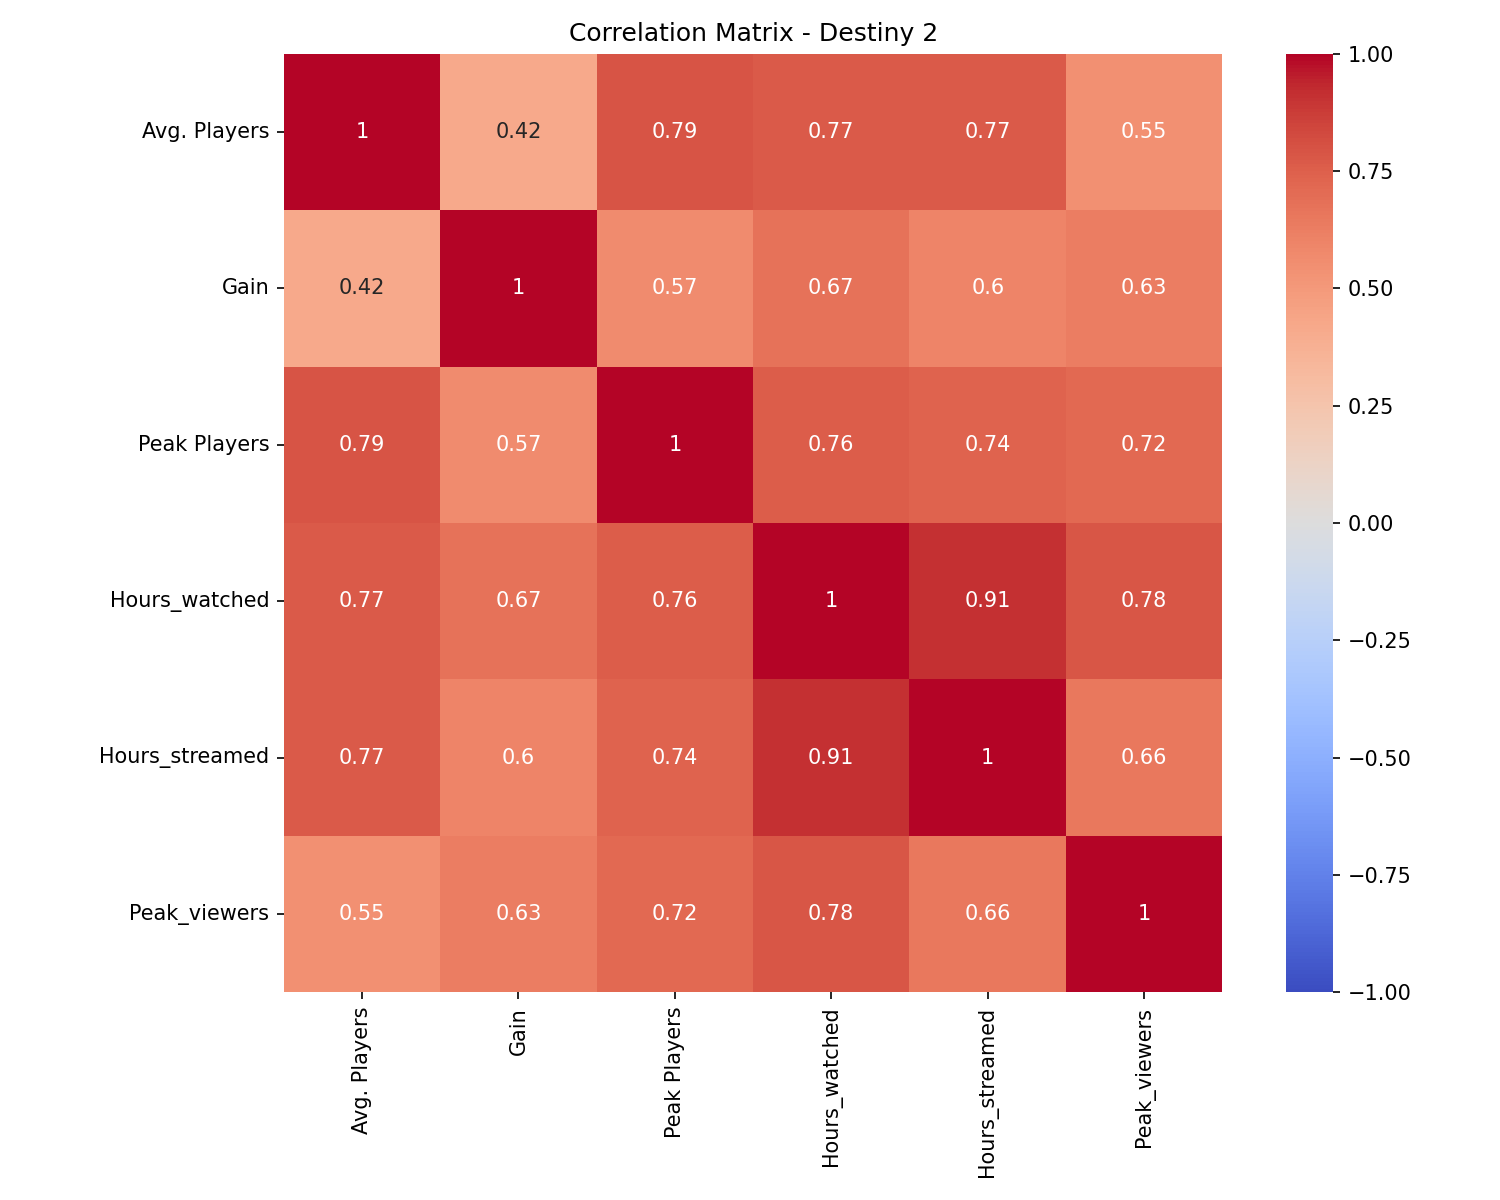 Correlation Matrix - Destiny 2
Avg. Players 1 0.42 0.79 0.77 0.77 0.55
Gain 0.42 1 0.57 0.67 0.6 0.63
Peak Players 0.79 0.57 1 0.76 0.74 0.72
Hours_watched 0.77 0.67 0.76 1 0.91 0.78
Hours_streamed 0.77 0.6 0.74 0.91 1 0.66
Peak_viewers 0.55 0.63 0.72 0.78 0.66 1
Avg. Players
Gain
Peak Players
Hours_watched
Hours_streamed
Peak_viewers
1.00
0.75
0.50
0.25
0.00
−0.25
−0.50
−0.75
−1.00